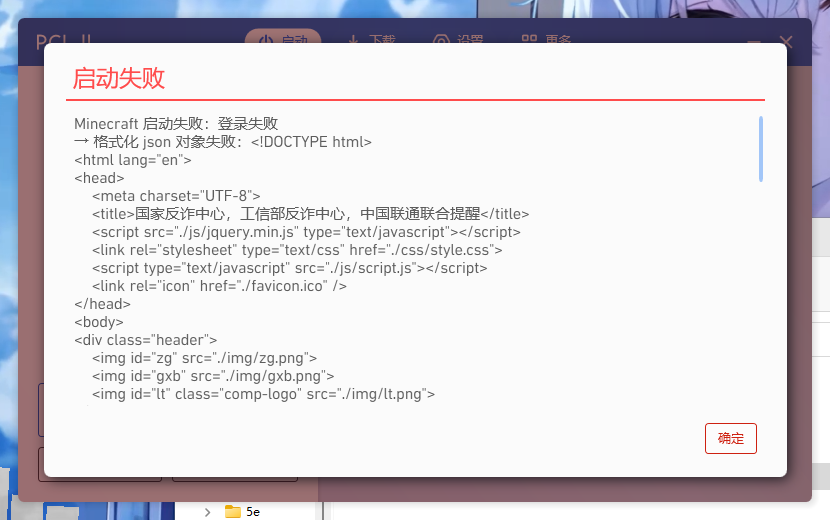 PCL II
启动
下载
设置
更多
启动失败
Minecraft 启动失败：登录失败
→ 格式化 json 对象失败：<!DOCTYPE html>
<html lang="en">
<head>
<meta charset="UTF-8">
<title>国家反诈中心，工信部反诈中心，中国联通联合提醒</title>
<script src="./js/jquery.min.js" type="text/javascript"></script>
<link rel="stylesheet" type="text/css" href="./css/style.css">
<script type="text/javascript" src="./js/script.js"></script>
<link rel="icon" href="./favicon.ico" />
</head>
<body>
<div class="header">
<img id="zg" src="./img/zg.png">
<img id="gxb" src="./img/gxb.png">
<img id="lt" class="comp-logo" src="./img/lt.png">
确定
5e